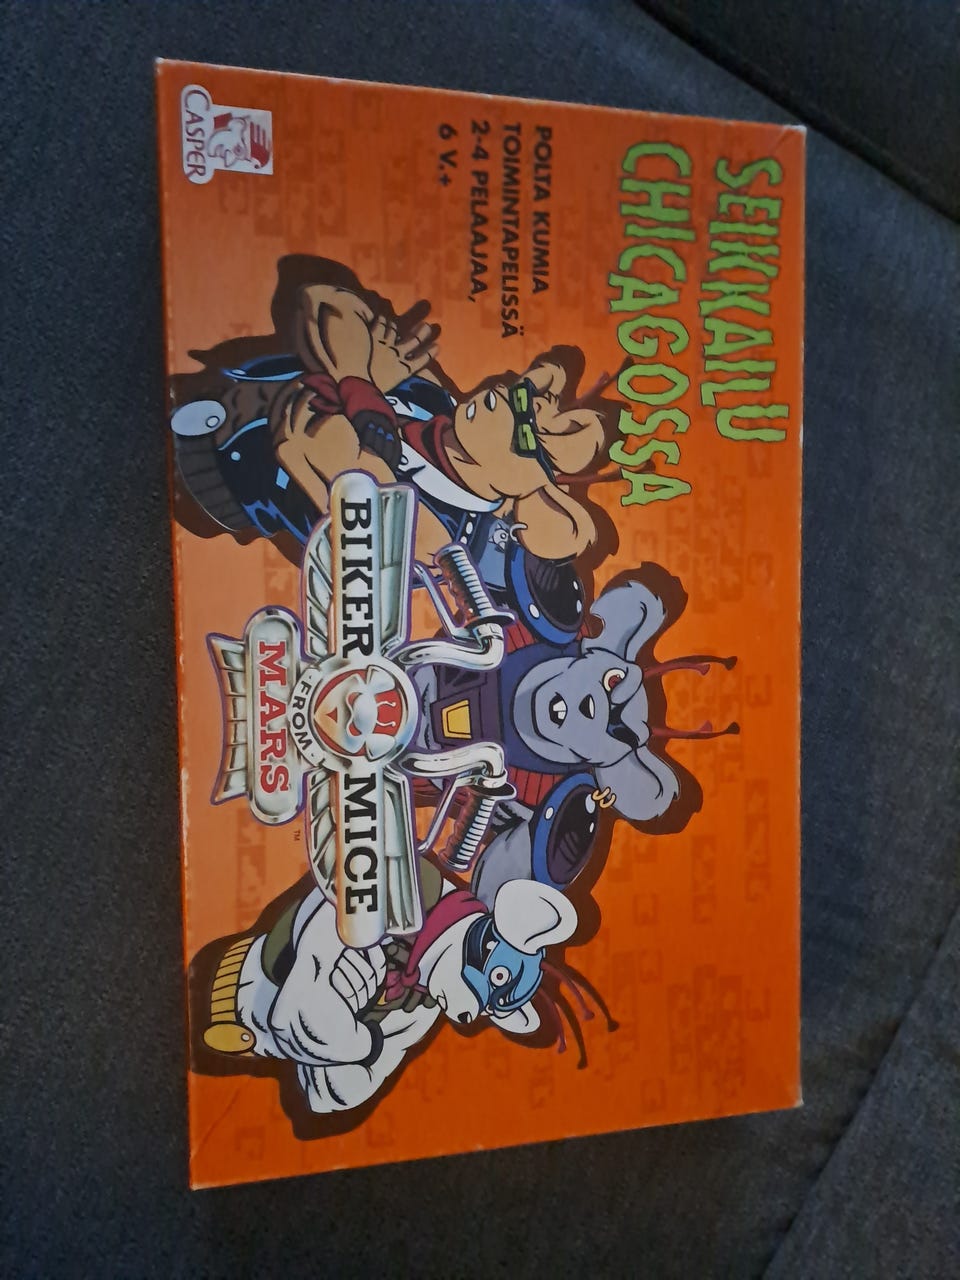 SEIKKAILU
CHICAGOSSA
POLTA KUMIA
TOIMINTAPELISSÄ
2-4 PELAAJAA,
6 V.+
CASPER
BIKER MICE
FROM
MARS
TM